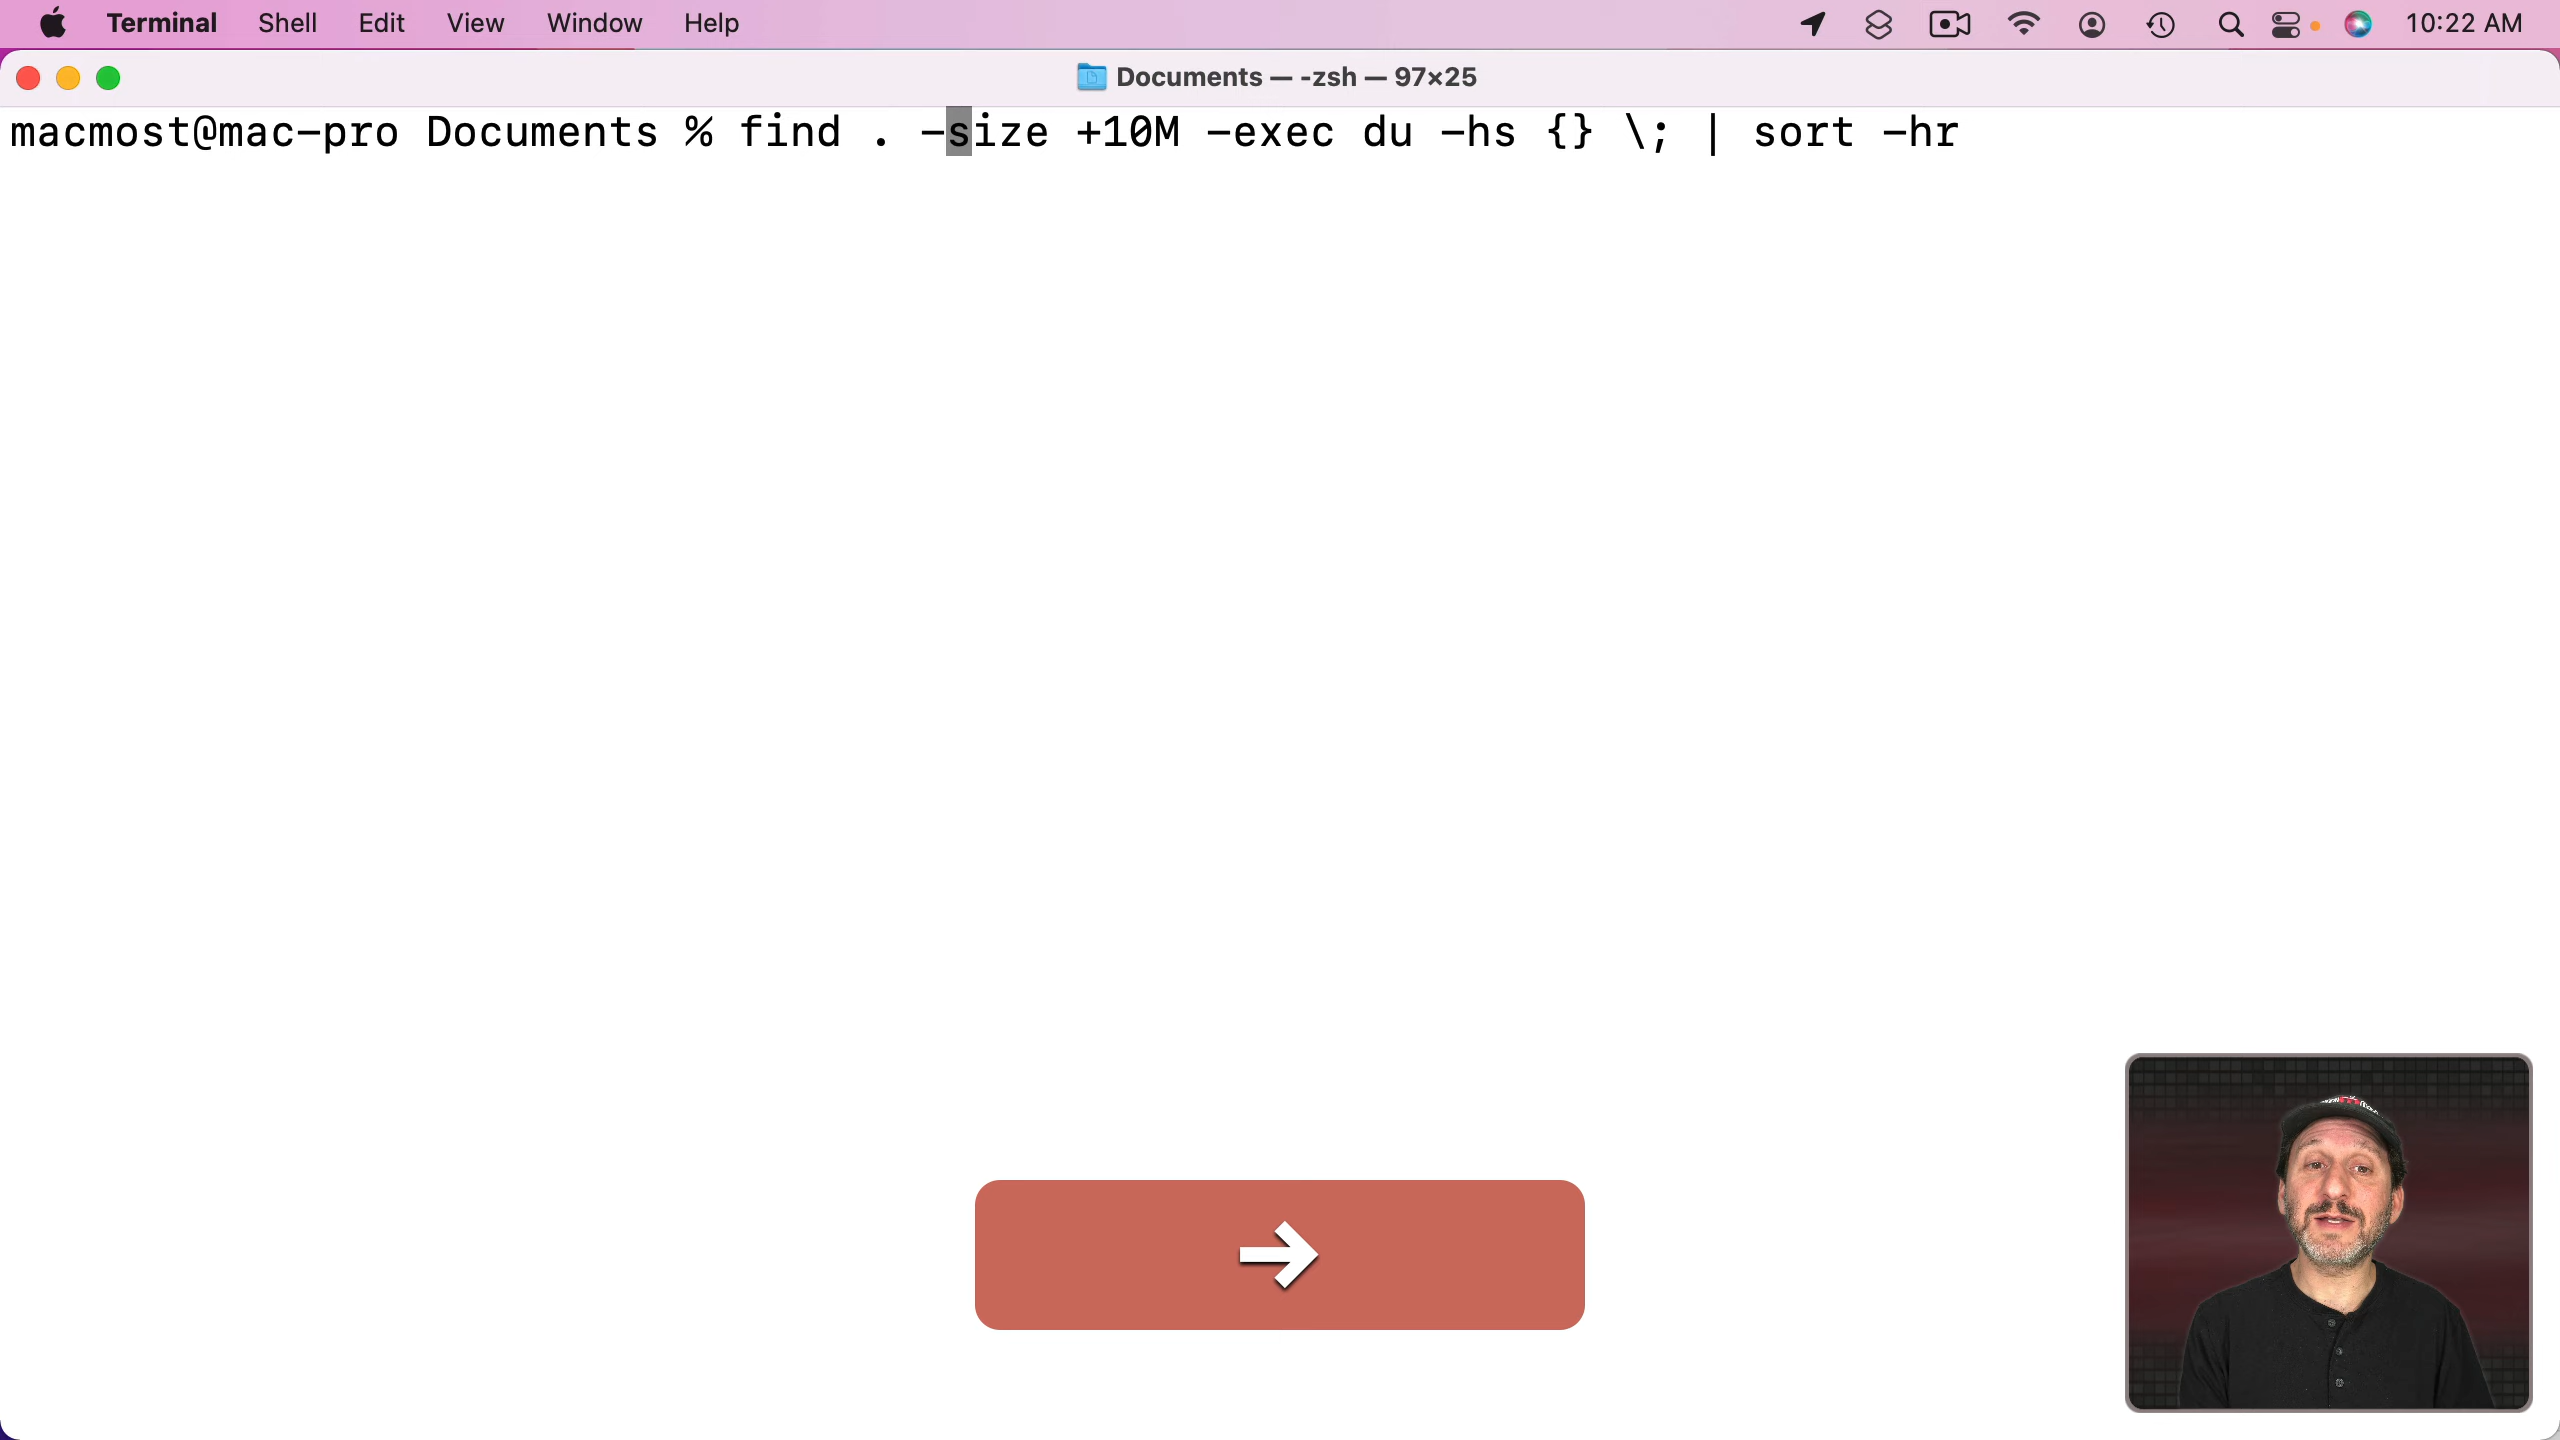 Terminal Shell Edit View Window Help 10:22 AM
Documents — -zsh — 97×25
macmost@mac-pro Documents % find . -size +10M -exec du -hs {} \; | sort -hr